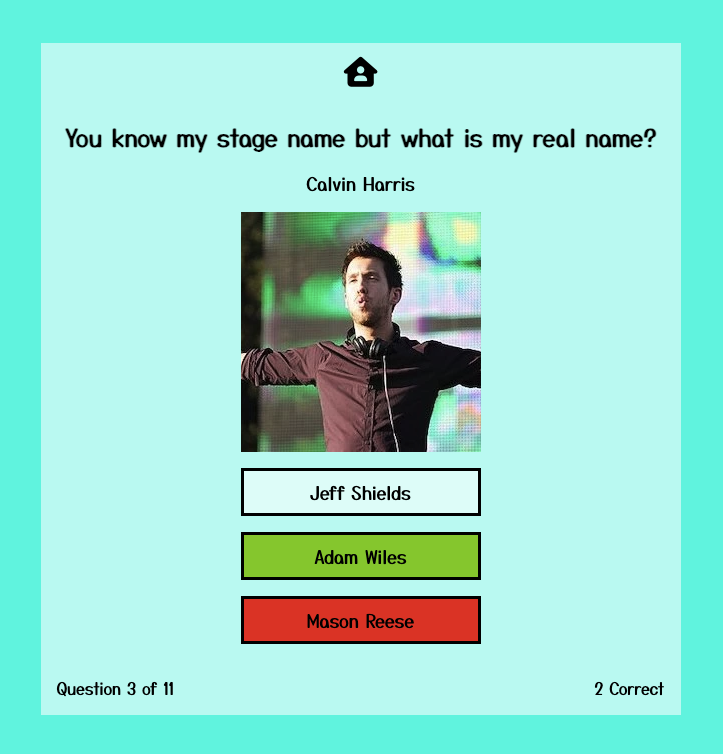 You know my stage name but what is my real name?
Calvin Harris
Jeff Shields
Adam Wiles
Mason Reese
Question 3 of 11
2 Correct